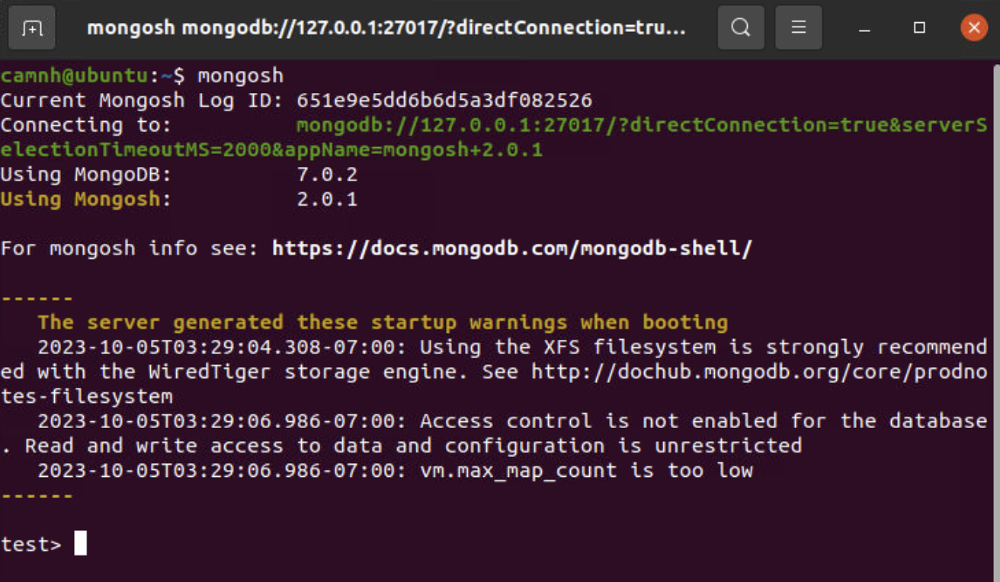 mongosh mongodb://127.0.0.1:27017/?directConnection=tru...
camnh@ubuntu:~$ mongosh
Current Mongosh Log ID: 651e9e5dd6b6d5a3df082526
Connecting to:          mongodb://127.0.0.1:27017/?directConnection=true&serverS
electionTimeoutMS=2000&appName=mongosh+2.0.1
Using MongoDB:          7.0.2
Using Mongosh:          2.0.1
For mongosh info see: https://docs.mongodb.com/mongodb-shell/
------
   The server generated these startup warnings when booting
   2023-10-05T03:29:04.308-07:00: Using the XFS filesystem is strongly recommend
ed with the WiredTiger storage engine. See http://dochub.mongodb.org/core/prodno
tes-filesystem
   2023-10-05T03:29:06.986-07:00: Access control is not enabled for the database
. Read and write access to data and configuration is unrestricted
   2023-10-05T03:29:06.986-07:00: vm.max_map_count is too low
------
test>